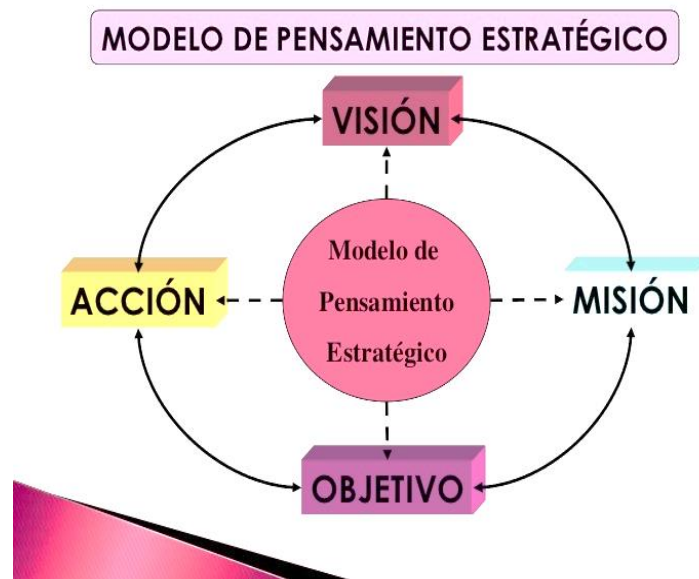 MODELO DE PENSAMIENTO ESTRATÉGICO
VISIÓN
Modelo de
Pensamiento
Estratégico
ACCIÓN
MISIÓN
OBJETIVO